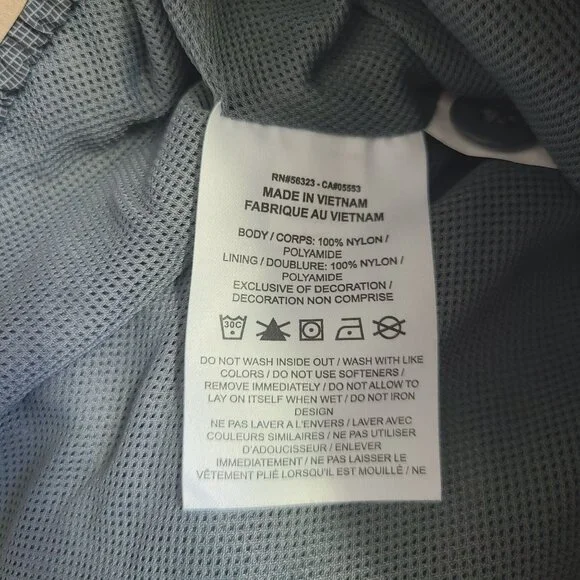 RN#56323 - CA#05553
MADE IN VIETNAM
FABRIQUE AU VIETNAM
BODY / CORPS: 100% NYLON /
POLYAMIDE
LINING / DOUBLURE: 100% NYLON /
POLYAMIDE
EXCLUSIVE OF DECORATION /
DECORATION NON COMPRISE
30C
DO NOT WASH INSIDE OUT / WASH WITH LIKE
COLORS / DO NOT USE SOFTENERS /
REMOVE IMMEDIATELY / DO NOT ALLOW TO
LAY ON ITSELF WHEN WET / DO NOT IRON
DESIGN
NE PAS LAVER A L'ENVERS / LAVER AVEC
COULEURS SIMILAIRES / NE PAS UTILISER
D'ADOUCISSEUR / ENLEVER
IMMEDIATEMENT / NE PAS LAISSER LE
VÊTEMENT PLIÉ LORSQU'IL EST MOUILLÉ / NE